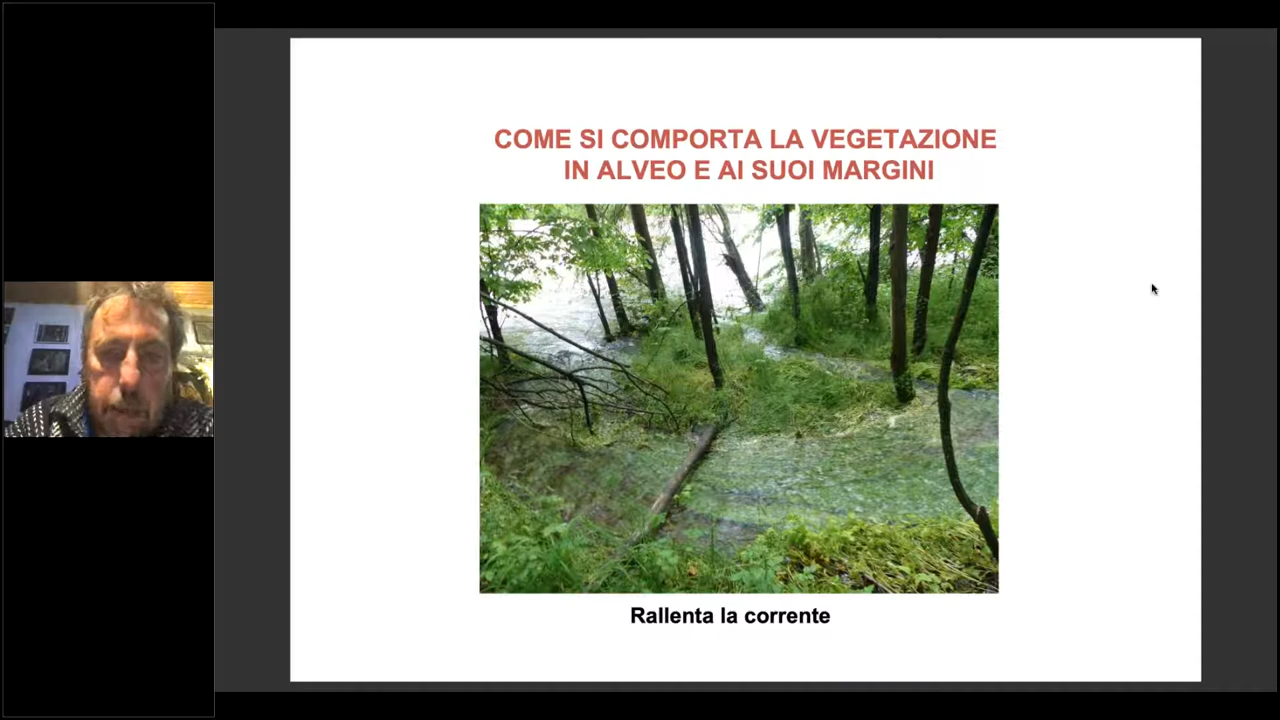 COME SI COMPORTA LA VEGETAZIONE
IN ALVEO E AI SUOI MARGINI
Rallenta la corrente